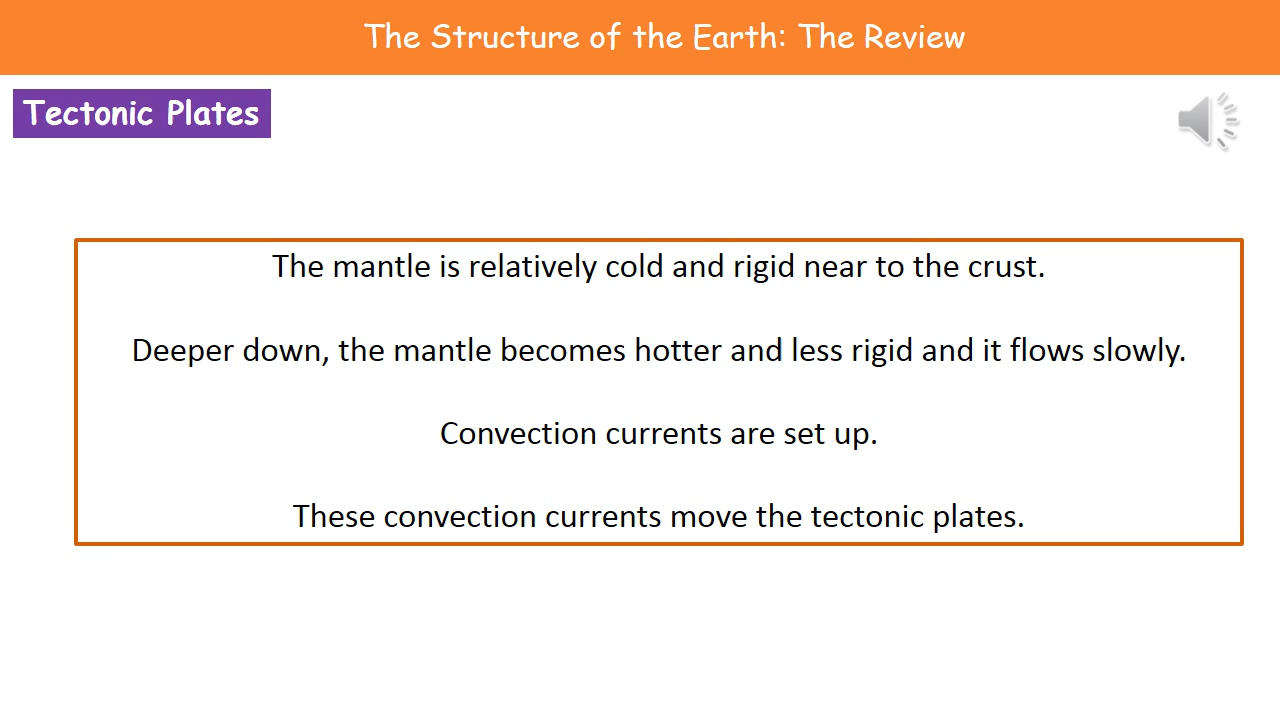 The Structure of the Earth: The Review
Tectonic Plates
The mantle is relatively cold and rigid near to the crust.
Deeper down, the mantle becomes hotter and less rigid and it flows slowly.
Convection currents are set up.
These convection currents move the tectonic plates.